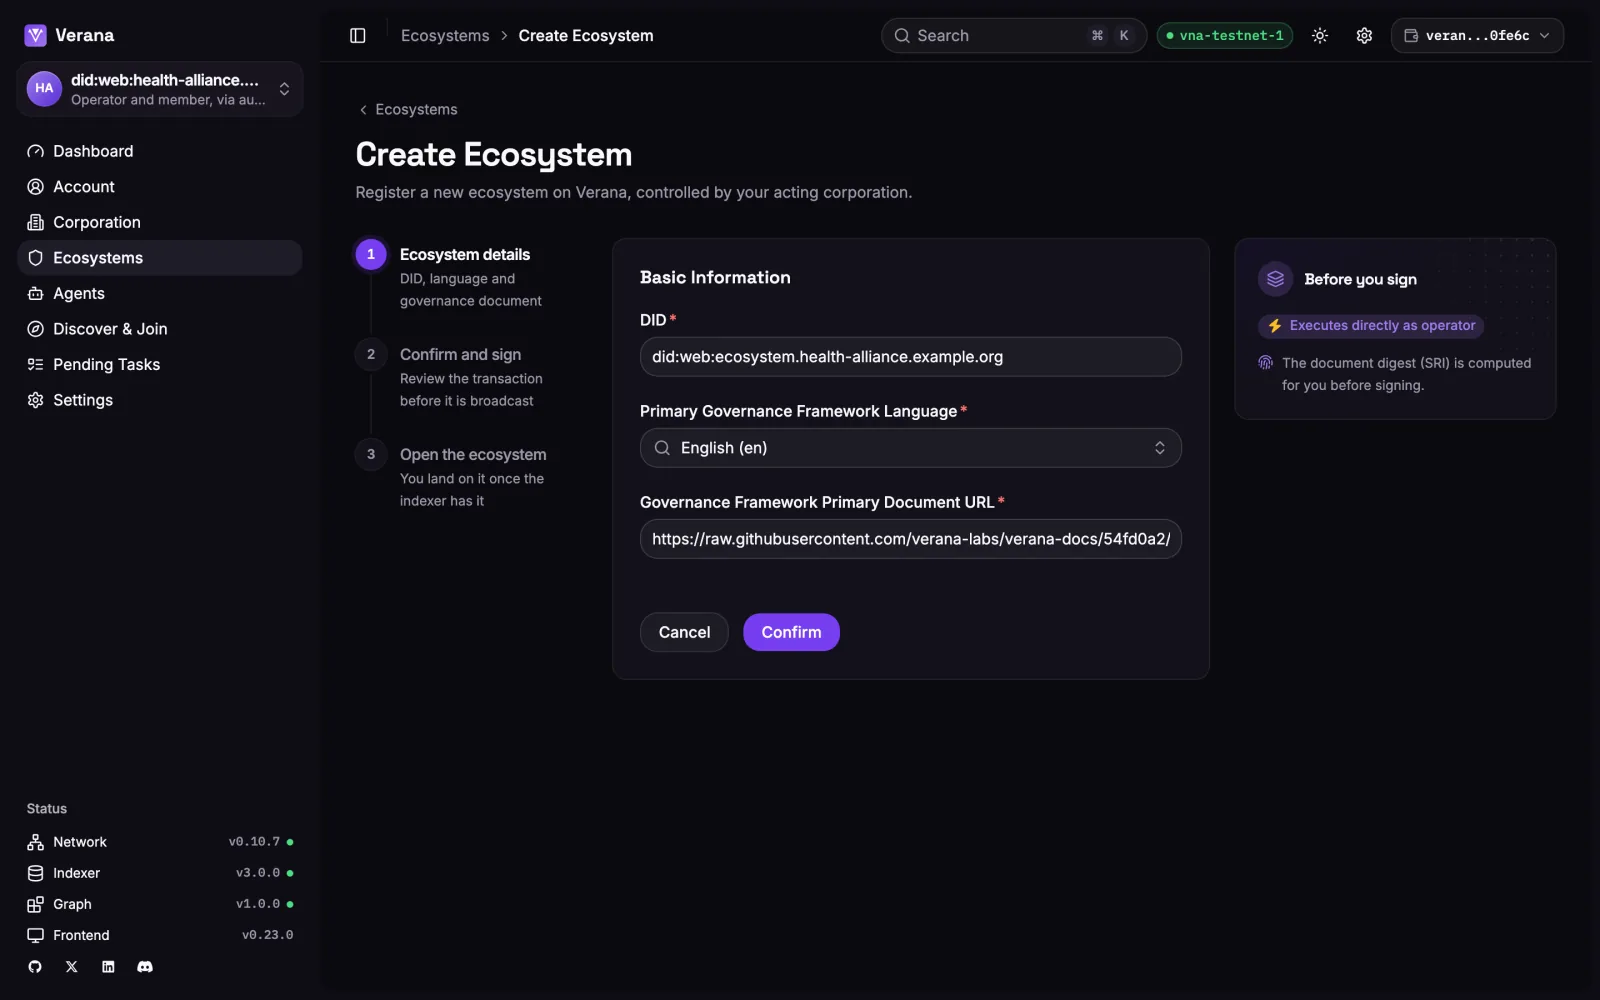 Verana
HA
did:web:health-alliance....
Operator and member, via au...
Dashboard
Account
Corporation
Ecosystems
Agents
Discover & Join
Pending Tasks
Settings
Status
Network v0.10.7
Indexer v3.0.0
Graph v1.0.0
Frontend v0.23.0
Ecosystems > Create Ecosystem
Search ⌘ K
vna-testnet-1
veran...0fe6c
Ecosystems
Create Ecosystem
Register a new ecosystem on Verana, controlled by your acting corporation.
1 Ecosystem details
DID, language and
governance document
2 Confirm and sign
Review the transaction
before it is broadcast
3 Open the ecosystem
You land on it once the
indexer has it
Basic Information
DID*
did:web:ecosystem.health-alliance.example.org
Primary Governance Framework Language*
English (en)
Governance Framework Primary Document URL*
https://raw.githubusercontent.com/verana-labs/verana-docs/54fd0a2/
Cancel
Confirm
Before you sign
⚡ Executes directly as operator
The document digest (SRI) is computed
for you before signing.